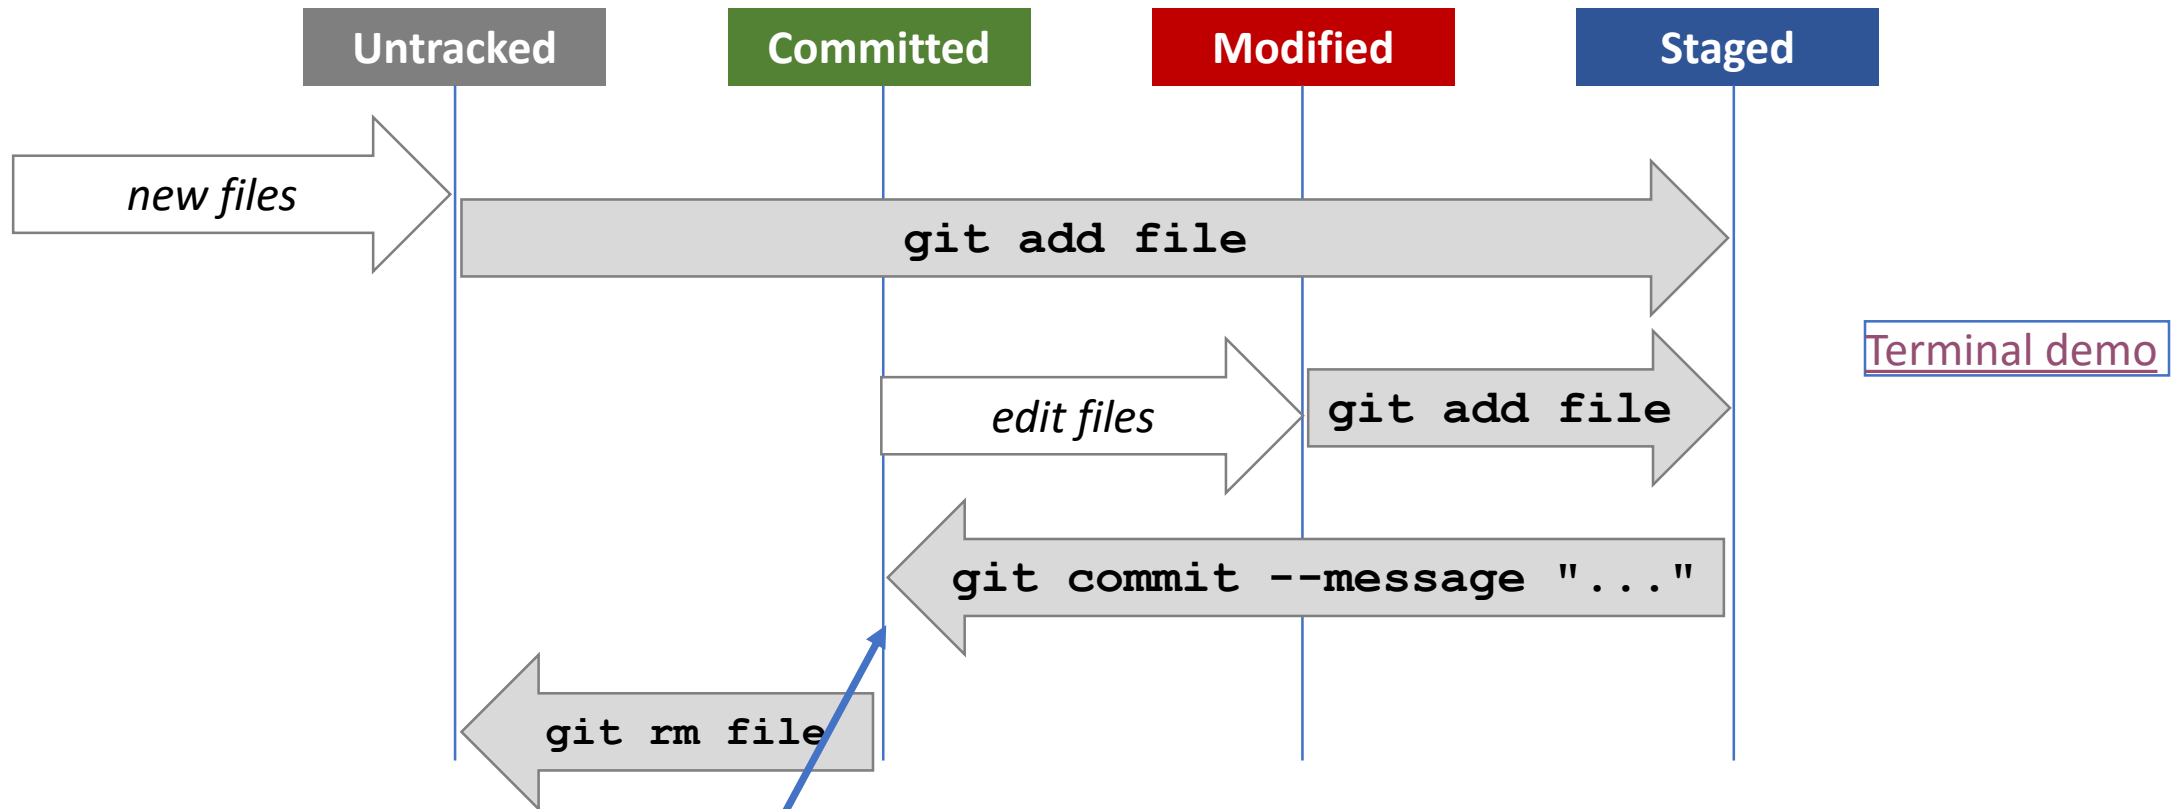 Untracked
Committed
Modified
Staged
new files
git add file
Terminal demo
edit files
git add file
git commit --message "..."
git rm file